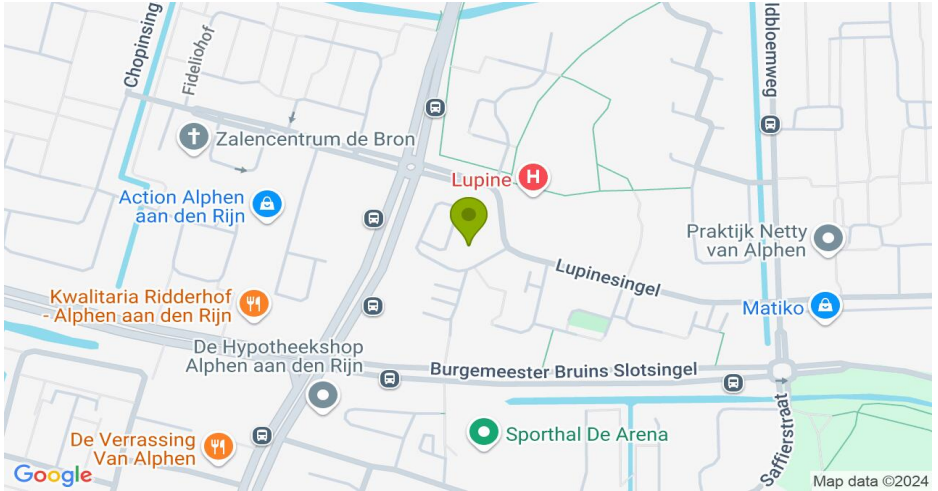 Chopinsing
Fideliohof
ldbloemweg
Zalencentrum de Bron
Lupine
H
Action Alphen
aan den Rijn
Praktijk Netty
van Alphen
Lupinesingel
Kwalitaria Ridderhof
- Alphen aan den Rijn
Matiko
De Hypotheekshop
Alphen aan den Rijn
Burgemeester Bruins Slotsingel
Saffierstraat
De Verrassing
Van Alphen
Sporthal De Arena
Google
Map data ©2024